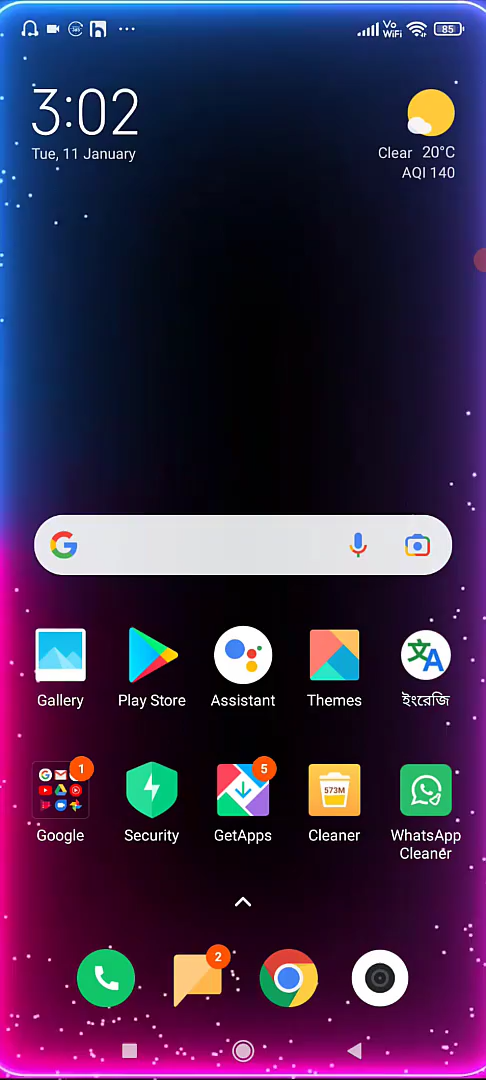 Vo
WiFi
85
3:02
Tue, 11 January
Clear 20°C
AQI 140
Gallery
Play Store
Assistant
Themes
ইংরেজি
1
5
573M
Google
Security
GetApps
Cleaner
WhatsApp
Cleaner
2